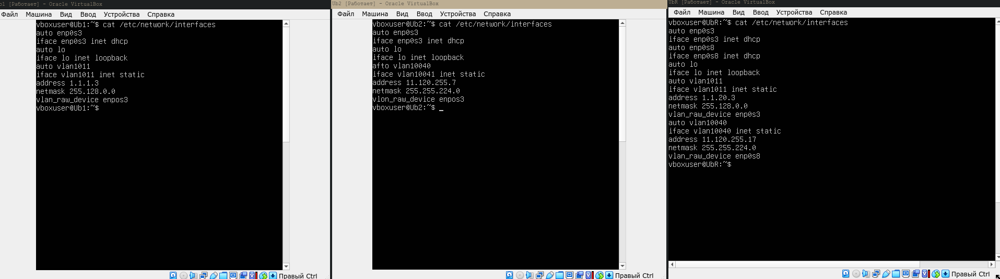 b1 [Работает] - Oracle VirtualBox
Файл Машина Вид Ввод Устройства Справка
vboxuser@Ub1:~$ cat /etc/network/interfaces
auto enp0s3
iface enp0s3 inet dhcp
auto lo
iface lo inet loopback
auto vlan1011
iface vlan1011 inet static
address 1.1.1.3
netmask 255.128.0.0
vlan_raw_device enpos3
vboxuser@Ub1:~$
Правый Ctrl
Ub2 [Работает] - Oracle VirtualBox
Файл Машина Вид Ввод Устройства Справка
vboxuser@Ub2:~$ cat /etc/network/interfaces
auto enp0s3
iface enp0s3 inet dhcp
auto lo
iface lo inet loopback
afto vlan10040
iface vlan10041 inet static
address 11.120.255.7
netmask 255.255.224.0
vlon_raw_device enpos3
vboxuser@Ub2:~$ _
Правый Ctrl
UbR [Работает] - Oracle VirtualBox
Файл Машина Вид Ввод Устройства Справка
vboxuser@UbR:~$ cat /etc/network/interfaces
auto enp0s3
iface enp0s3 inet dhcp
auto enp0s8
iface enp0s8 inet dhcp
auto lo
iface lo inet loopback
auto vlan1011
iface vlan1011 inet static
address 1.1.20.3
netmask 255.128.0.0
vlan_raw_device enp0s3
auto vlan10040
iface vlan10040 inet static
address 11.120.255.17
netmask 255.255.224.0
vlan_raw_device enp0s8
vboxuser@UbR:~$
Правый Ctrl